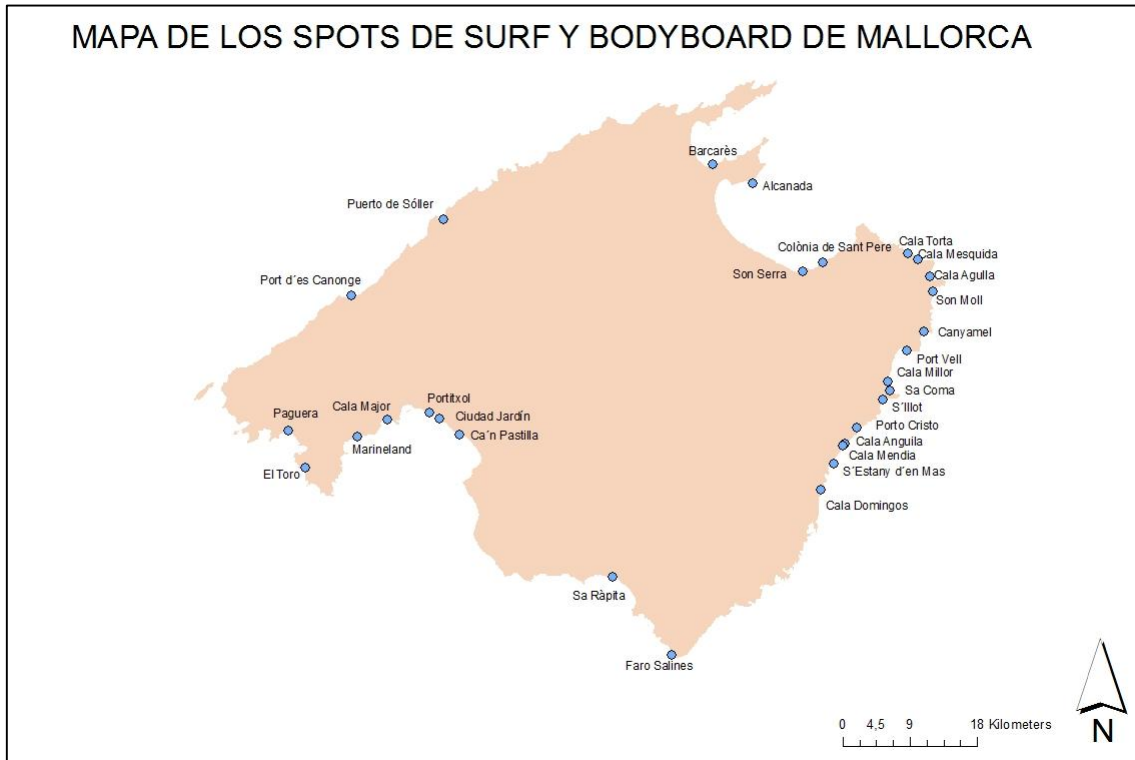 MAPA DE LOS SPOTS DE SURF Y BODYBOARD DE MALLORCA
Barcarès
Alcanada
Puerto de Sóller
Colònia de Sant Pere
Cala Torta
Cala Mesquida
Son Serra
Cala Agulla
Port d´es Canonge
Son Moll
Canyamel
Port Vell
Cala Millor
Sa Coma
S´Illot
Portitxol
Cala Major
Paguera
Ciudad Jardín
Porto Cristo
Ca´n Pastilla
Marineland
Cala Anguila
Cala Mendia
El Toro
S´Estany d´en Mas
Cala Domingos
Sa Ràpita
Faro Salines
0 4,5 9 18 Kilometers
N